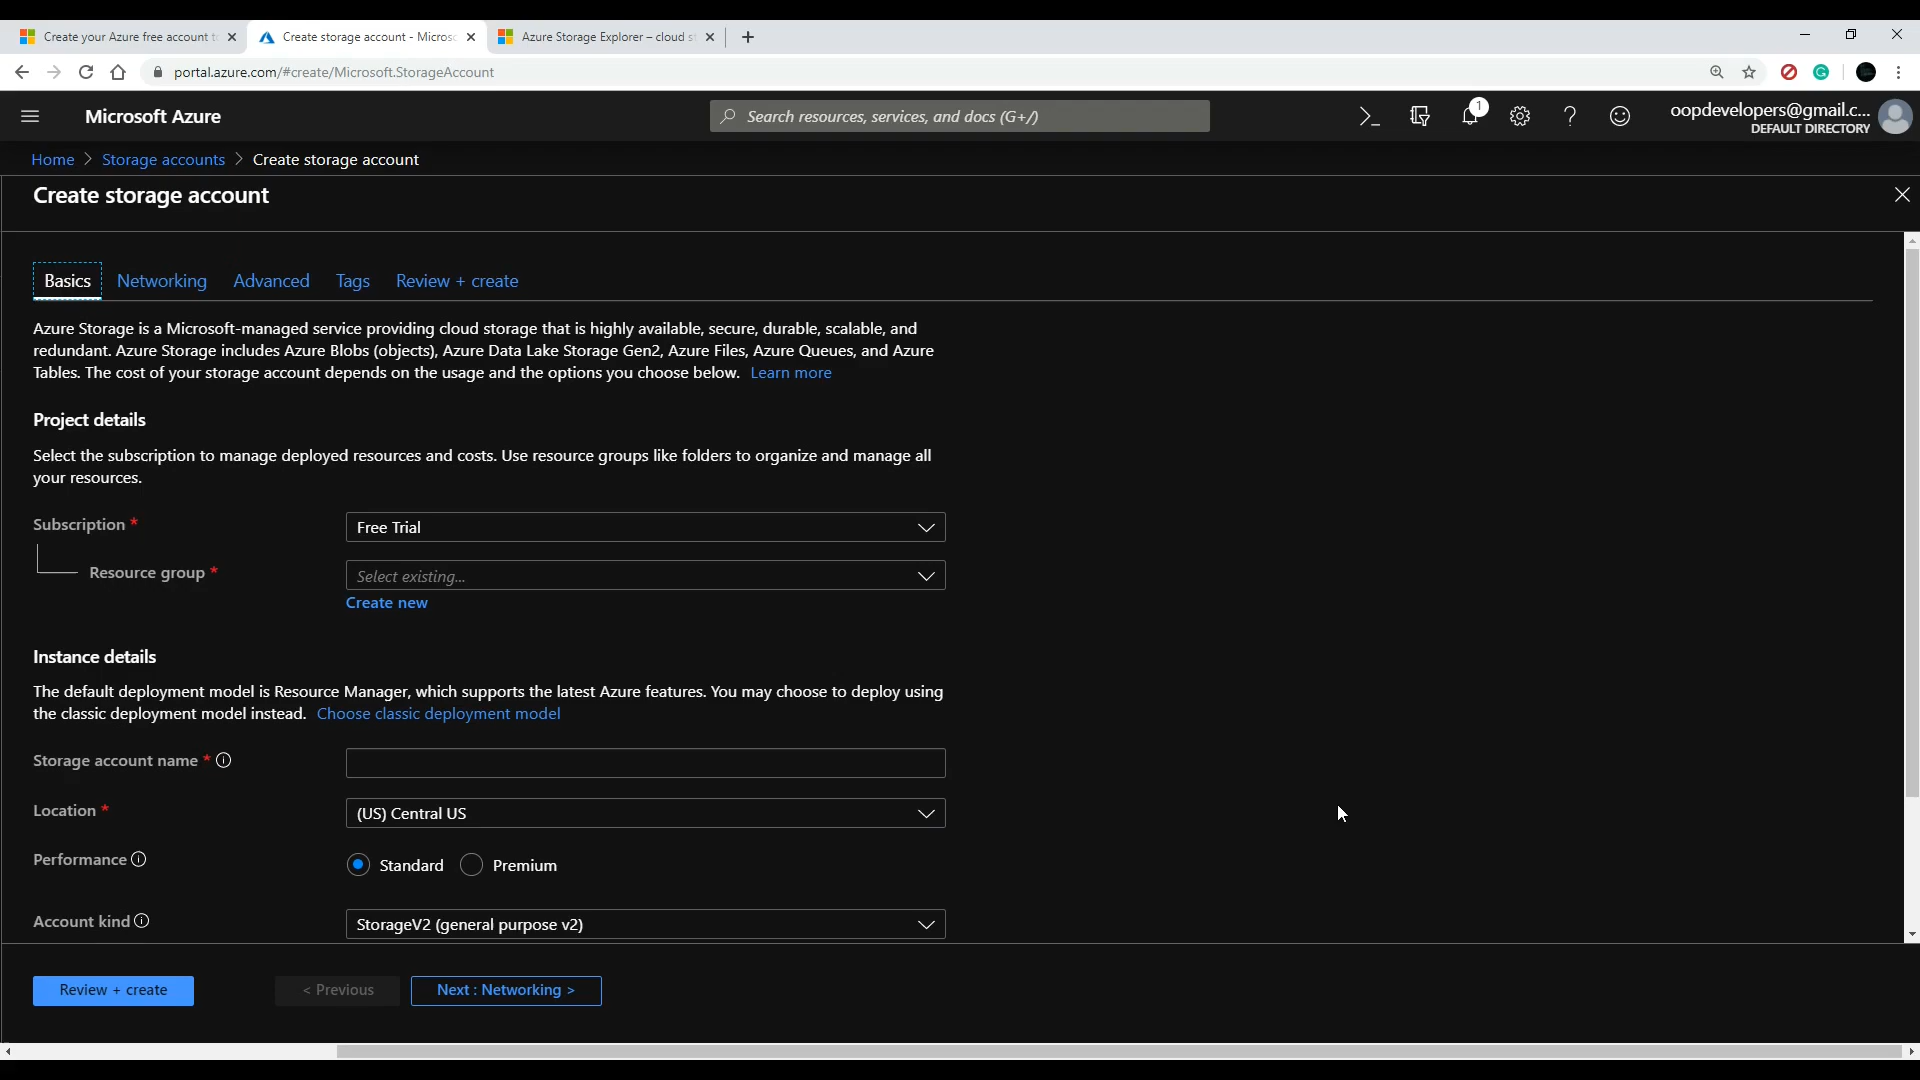 Create your Azure free account to
Create storage account - Microso
Azure Storage Explorer – cloud s
portal.azure.com/#create/Microsoft.StorageAccount
Microsoft Azure
Search resources, services, and docs (G+/)
1
oopdevelopers@gmail.c...
DEFAULT DIRECTORY
Home > Storage accounts > Create storage account
Create storage account
Basics Networking Advanced Tags Review + create
Azure Storage is a Microsoft-managed service providing cloud storage that is highly available, secure, durable, scalable, and
redundant. Azure Storage includes Azure Blobs (objects), Azure Data Lake Storage Gen2, Azure Files, Azure Queues, and Azure
Tables. The cost of your storage account depends on the usage and the options you choose below. Learn more
Project details
Select the subscription to manage deployed resources and costs. Use resource groups like folders to organize and manage all
your resources.
Subscription * Free Trial
Resource group * Select existing...
Create new
Instance details
The default deployment model is Resource Manager, which supports the latest Azure features. You may choose to deploy using
the classic deployment model instead. Choose classic deployment model
Storage account name *
Location * (US) Central US
Performance Standard Premium
Account kind StorageV2 (general purpose v2)
Review + create < Previous Next : Networking >